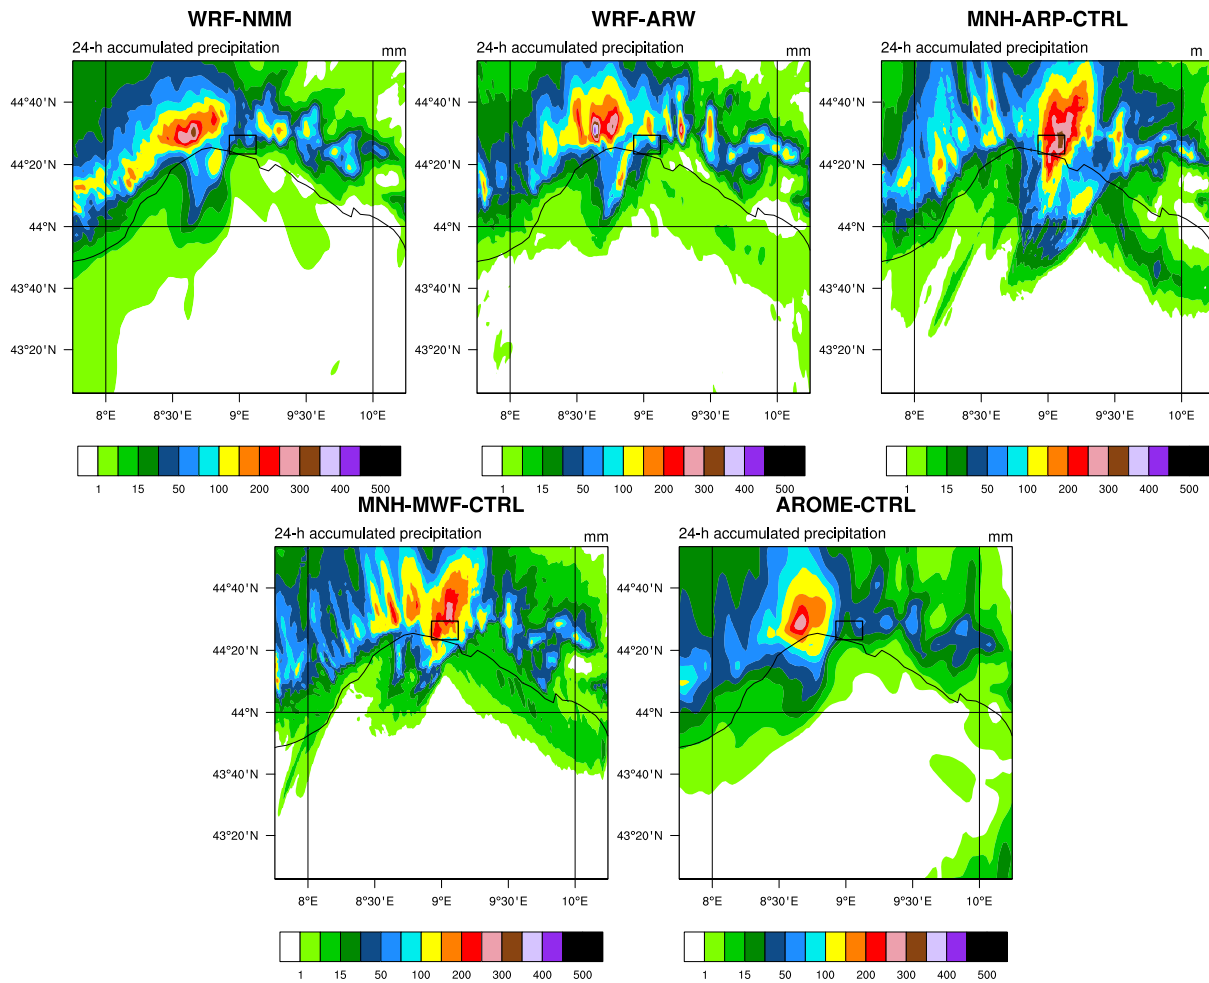 WRF-NMM WRF-ARW MNH-ARP-CTRL
24-h accumulated precipitation mm 24-h accumulated precipitation mm 24-h accumulated precipitation m
44°40'N 44°40'N 44°40'N
44°20'N 44°20'N 44°20'N
44°N 44°N 44°N
43°40'N 43°40'N 43°40'N
43°20'N 43°20'N 43°20'N
8°E 8°30'E 9°E 9°30'E 10°E 8°E 8°30'E 9°E 9°30'E 10°E 8°E 8°30'E 9°E 9°30'E 10°E
1 15 50 100 200 300 400 500 1 15 50 100 200 300 400 500 1 15 50 100 200 300 400 500
MNH-MWF-CTRL AROME-CTRL
24-h accumulated precipitation mm 24-h accumulated precipitation mm
44°40'N 44°40'N
44°20'N 44°20'N
44°N 44°N
43°40'N 43°40'N
43°20'N 43°20'N
8°E 8°30'E 9°E 9°30'E 10°E 8°E 8°30'E 9°E 9°30'E 10°E
1 15 50 100 200 300 400 500 1 15 50 100 200 300 400 500